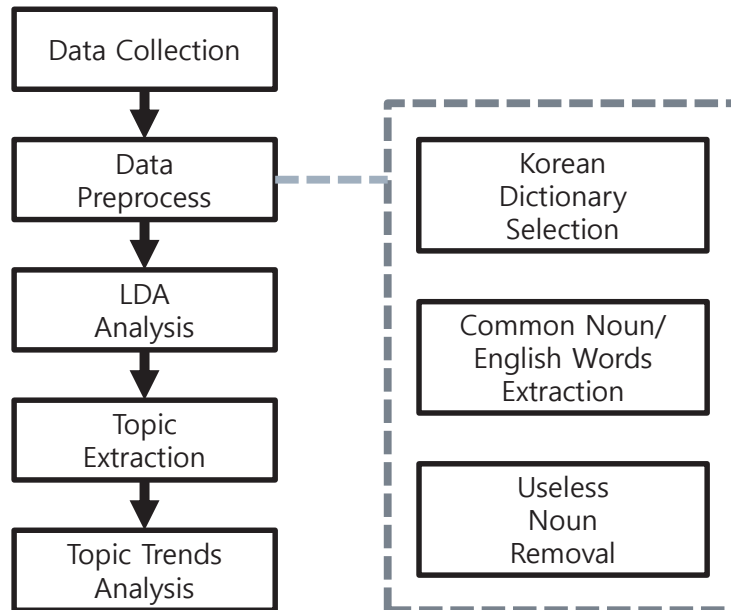 Data Collection
Data
Preprocess
LDA
Analysis
Topic
Extraction
Topic Trends
Analysis
Korean
Dictionary
Selection
Common Noun/
English Words
Extraction
Useless
Noun
Removal